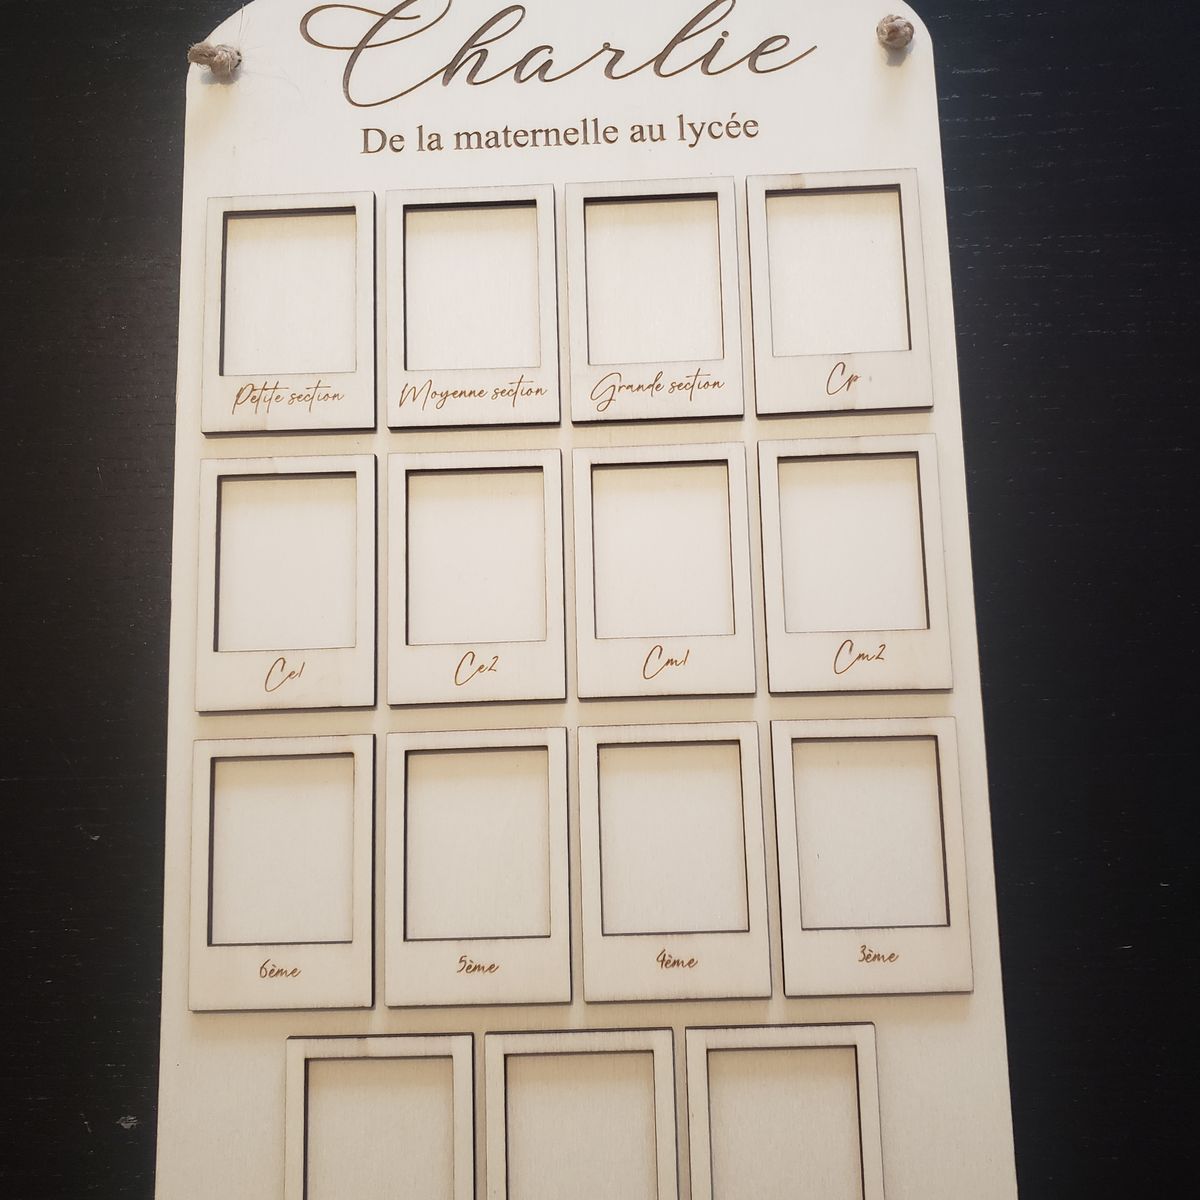 Charlie
De la maternelle au lycée
Petite section
Moyenne section
Grande section
Cp
Ce1
Ce2
Cm1
Cm2
6ème
5ème
4ème
3ème